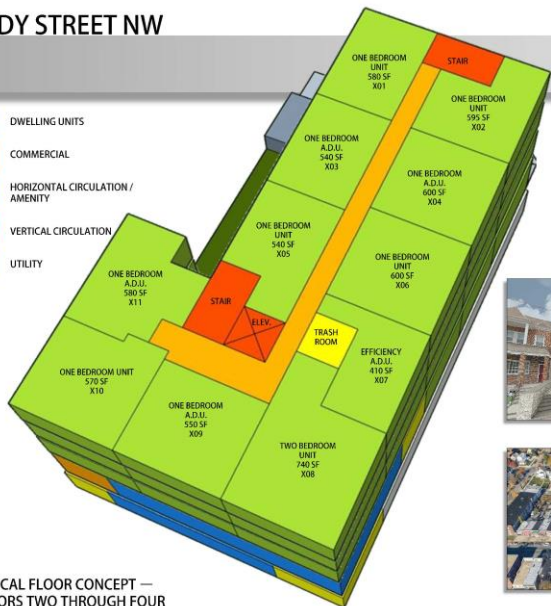 DY STREET NW
DWELLING UNITS
COMMERCIAL
HORIZONTAL CIRCULATION /
AMENITY
VERTICAL CIRCULATION
UTILITY
ONE BEDROOM
UNIT
580 SF
X01
STAIR
ONE BEDROOM
UNIT
595 SF
X02
ONE BEDROOM
A.D.U.
540 SF
X03
ONE BEDROOM
A.D.U.
600 SF
X04
ONE BEDROOM
UNIT
540 SF
X05
ONE BEDROOM
UNIT
600 SF
X06
ONE BEDROOM
A.D.U.
580 SF
X11
STAIR
ELEV.
TRASH
ROOM
EFFICIENCY
A.D.U.
410 SF
X07
ONE BEDROOM UNIT
570 SF
X10
ONE BEDROOM
A.D.U.
550 SF
X09
TWO BEDROOM
UNIT
740 SF
X08
CAL FLOOR CONCEPT —
ORS TWO THROUGH FOUR